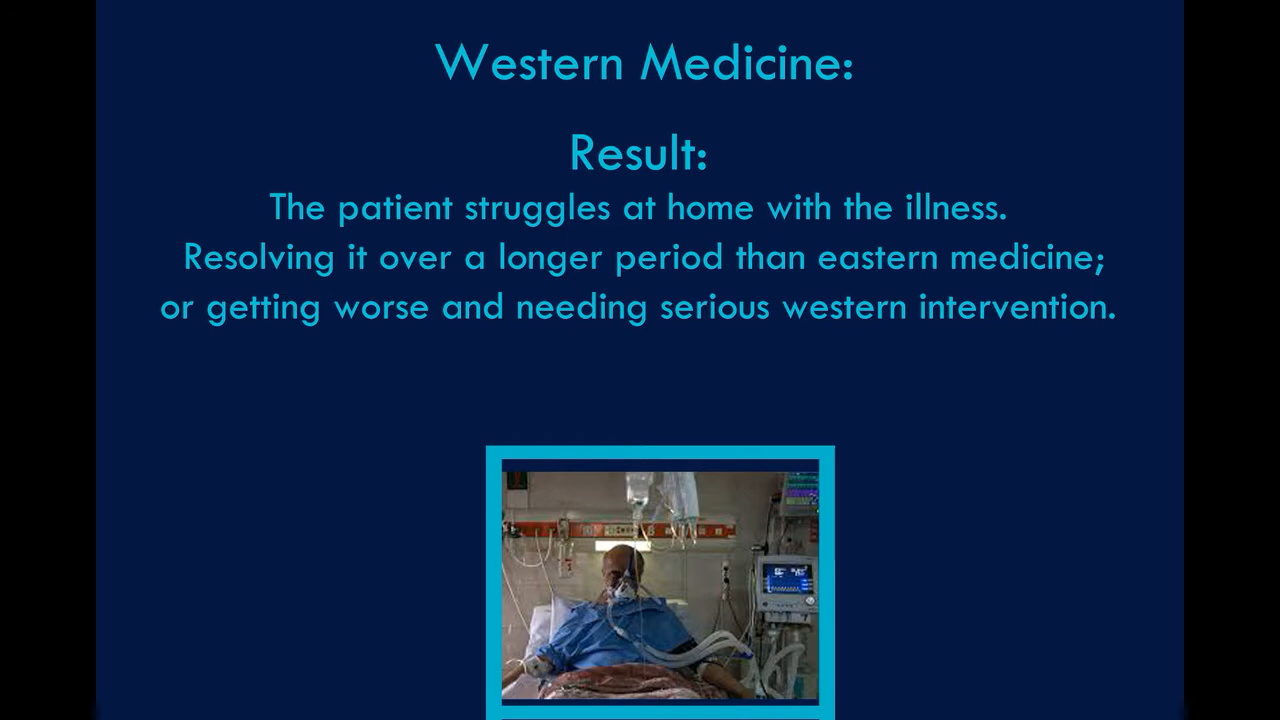 Western Medicine:
Result:
The patient struggles at home with the illness.
Resolving it over a longer period than eastern medicine;
or getting worse and needing serious western intervention.